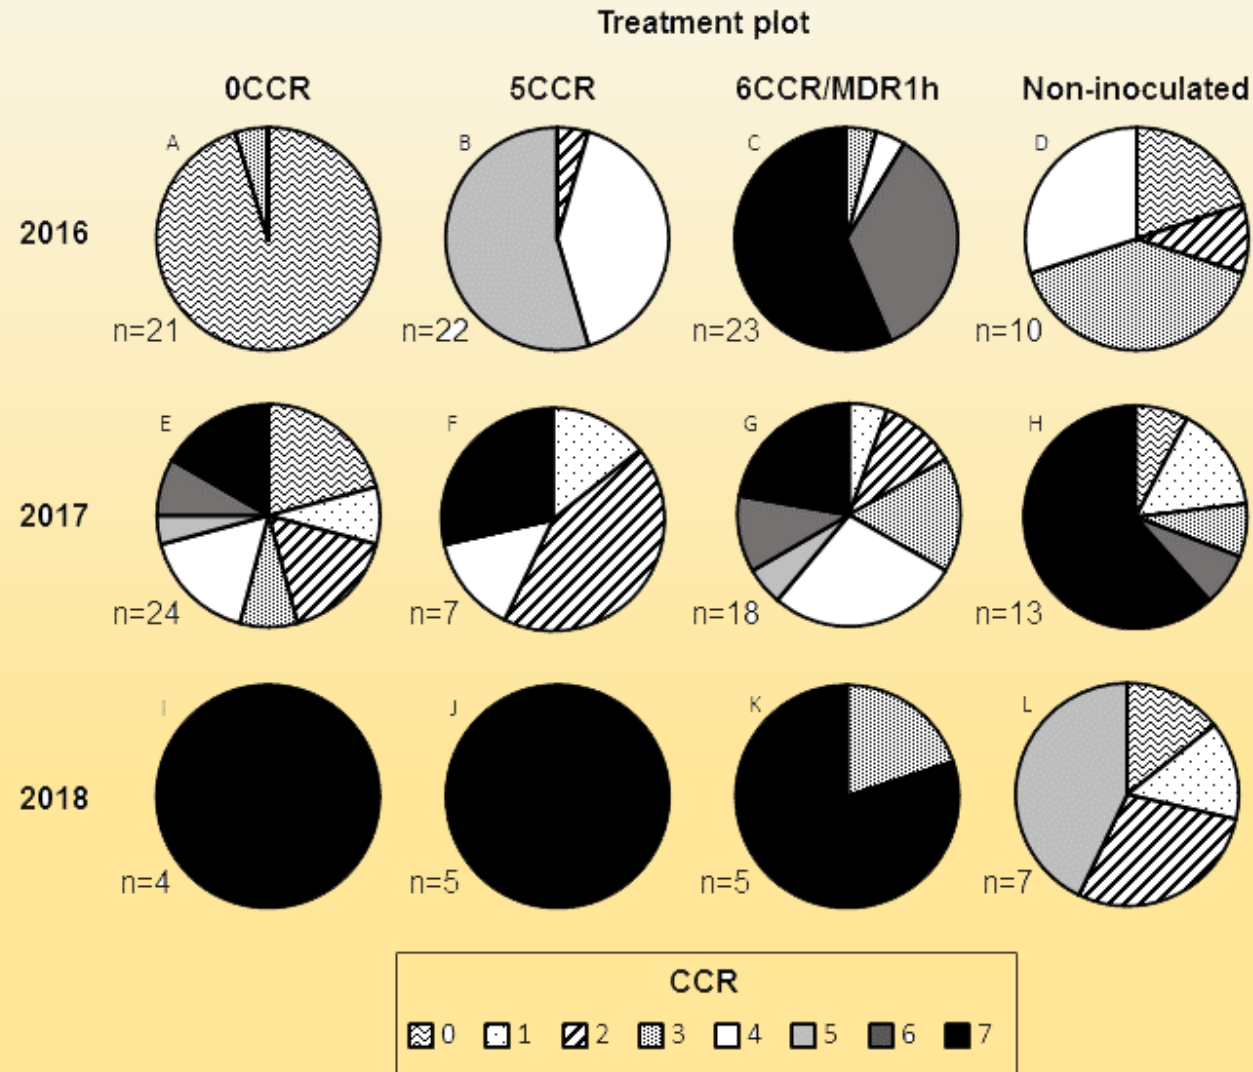 Treatment plot
0CCR 5CCR 6CCR/MDR1h Non-inoculated
A B C D
2016
n=21 n=22 n=23 n=10
E F G H
2017
n=24 n=7 n=18 n=13
I J K L
2018
n=4 n=5 n=5 n=7
CCR
0 1 2 3 4 5 6 7